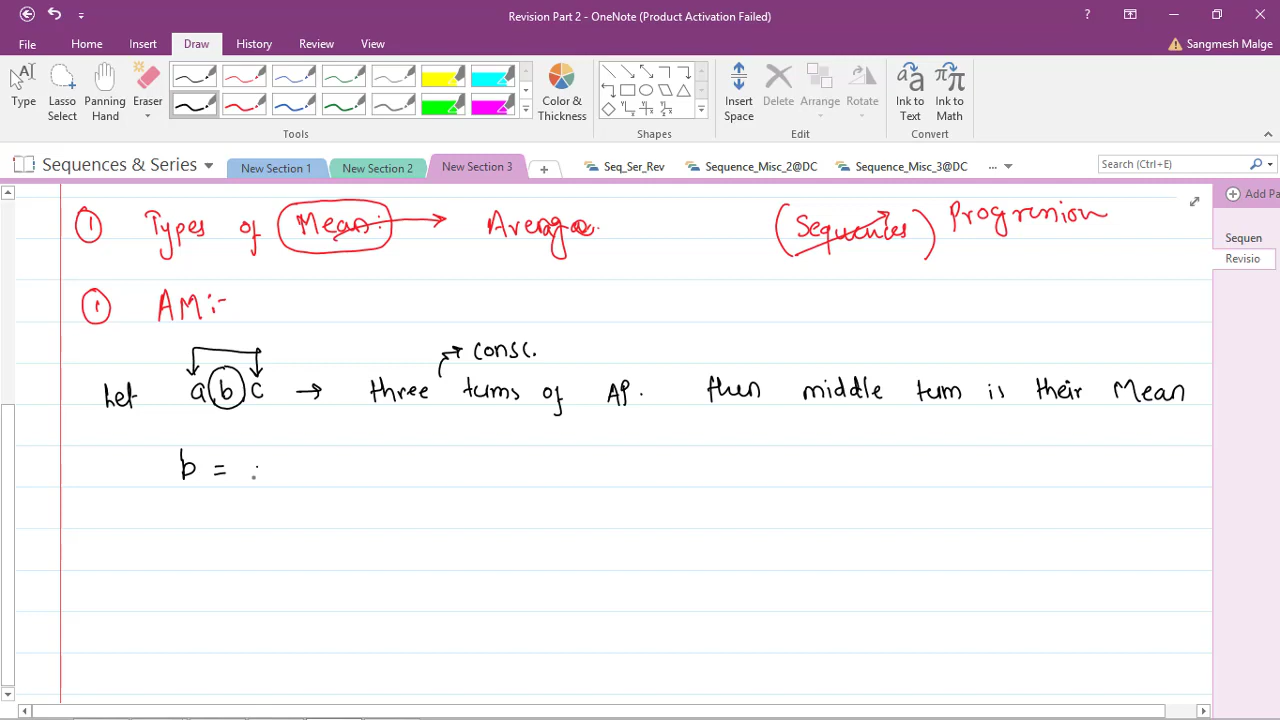 Revision Part 2 - OneNote (Product Activation Failed)
File Home Insert Draw History Review View Sangmesh Malge
Type Lasso Select Panning Hand Eraser Color & Thickness Insert Space Delete Arrange Rotate Ink to Text Ink to Math
Tools Shapes Edit Convert
Sequences & Series New Section 1 New Section 2 New Section 3 Seq_Ser_Rev Sequence_Misc_2@DC Sequence_Misc_3@DC ... Search (Ctrl+E)
Add Pa
Sequen
Revisio
① Types of Mean: → Average. (Sequences) Progression
① AM:-
→ consc.
Let a b c → three terms of AP. then middle term is their Mean
b =